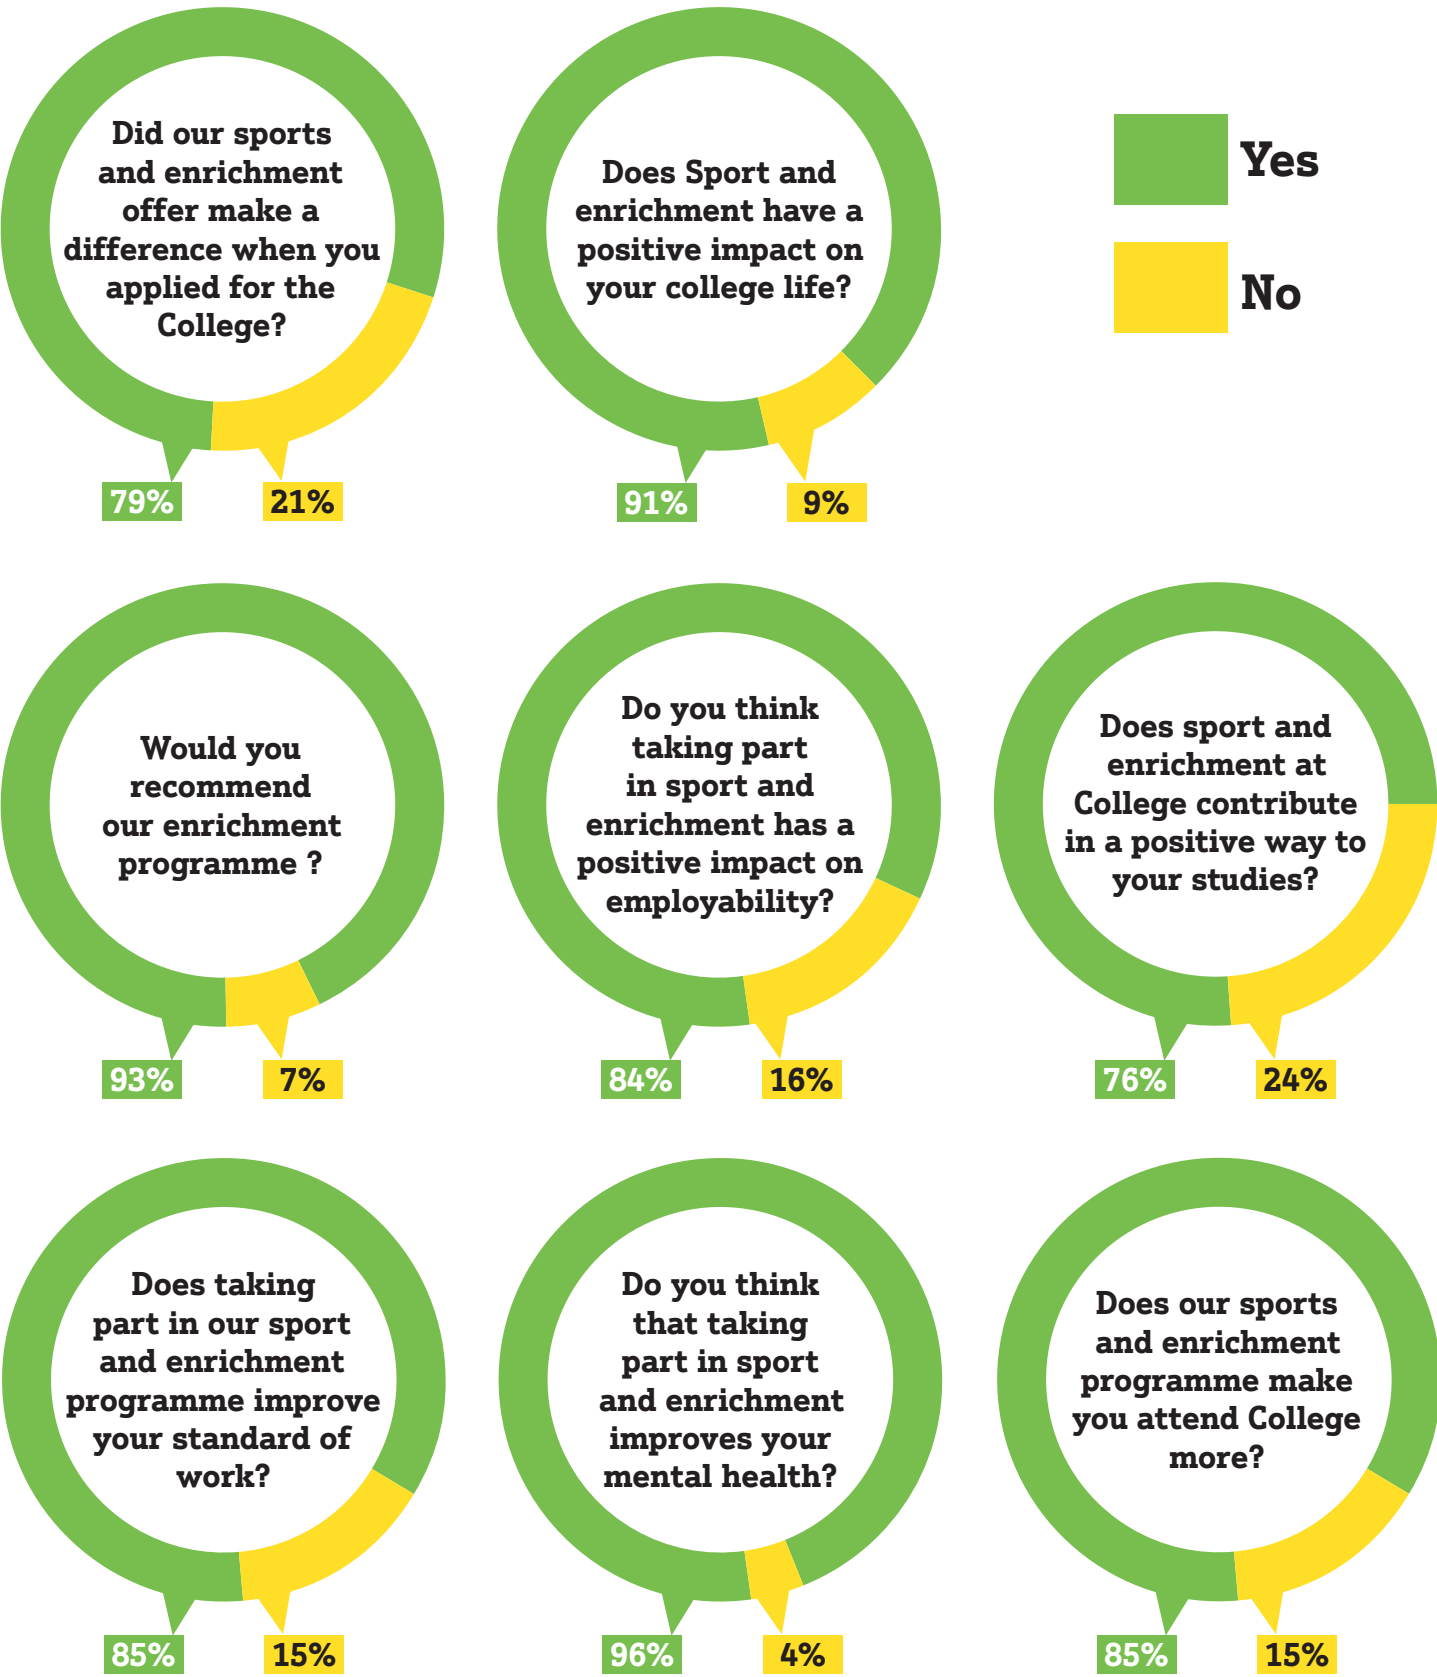 Did our sports
and enrichment
offer make a
difference when you
applied for the
College?
79%
21%
Does Sport and
enrichment have a
positive impact on
your college life?
91%
9%
Yes
No
Would you
recommend
our enrichment
programme ?
93%
7%
Do you think
taking part
in sport and
enrichment has a
positive impact on
employability?
84%
16%
Does sport and
enrichment at
College contribute
in a positive way to
your studies?
76%
24%
Does taking
part in our sport
and enrichment
programme improve
your standard of
work?
85%
15%
Do you think
that taking
part in sport
and enrichment
improves your
mental health?
96%
4%
Does our sports
and enrichment
programme make
you attend College
more?
85%
15%